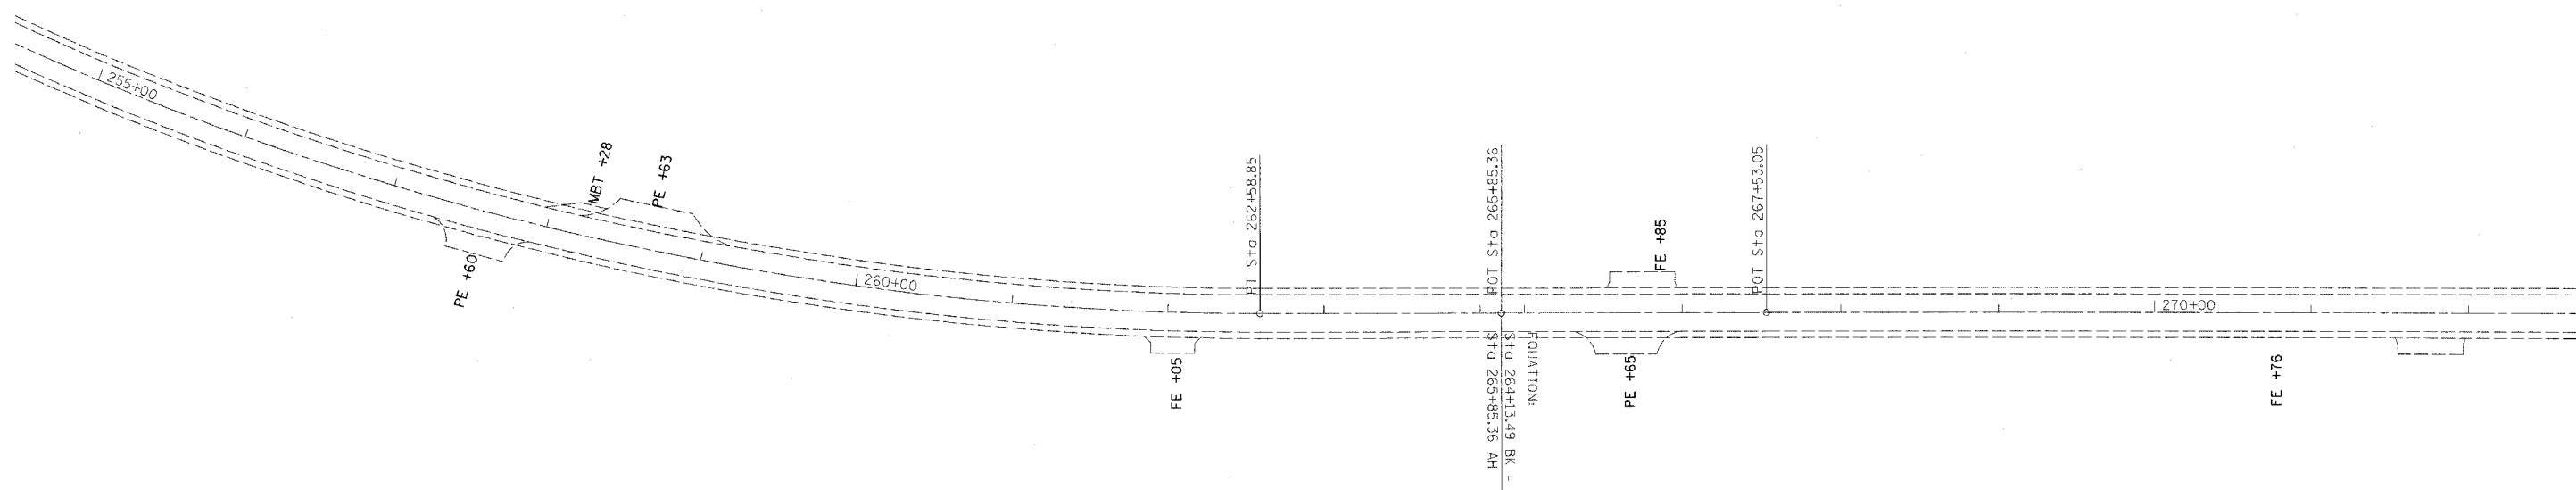 255+00
MBT +28
PE +63
PE +60
260+00
FE +05
PT Sta 262+58.85
POT Sta 265+85.36
EQUATION:
Sta 264+13.49 BK =
Sta 265+85.36 AH
FE +85
PE +65
POT Sta 267+53.05
270+00
FE +76